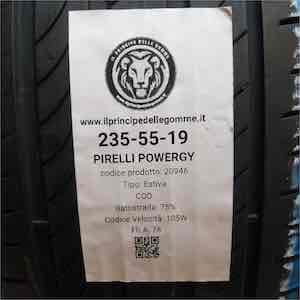 IL PRINCIPE DELLE GOMME
www.ilprincipedellegomme.it
235-55-19
PIRELLI POWERGY
codice prodotto: 20946
Tipo: Estiva
COD
Battistrada: 75%
Codice Velocità: 105W